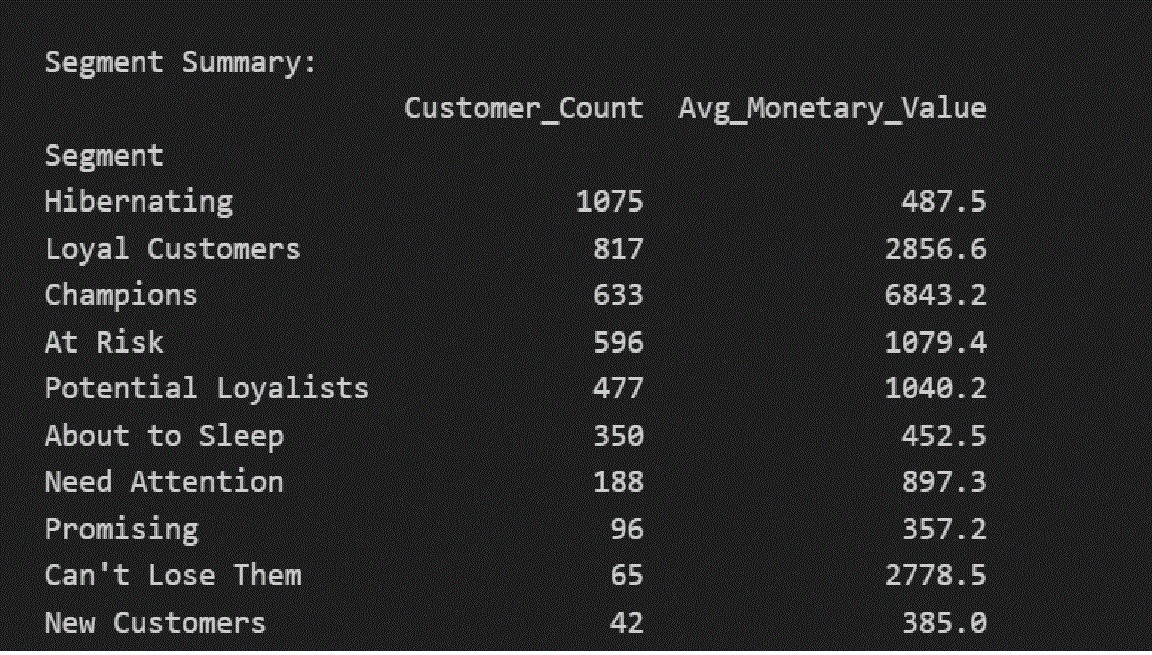 Segment Summary:
Customer_Count Avg_Monetary_Value
Segment
Hibernating 1075 487.5
Loyal Customers 817 2856.6
Champions 633 6843.2
At Risk 596 1079.4
Potential Loyalists 477 1040.2
About to Sleep 350 452.5
Need Attention 188 897.3
Promising 96 357.2
Can't Lose Them 65 2778.5
New Customers 42 385.0